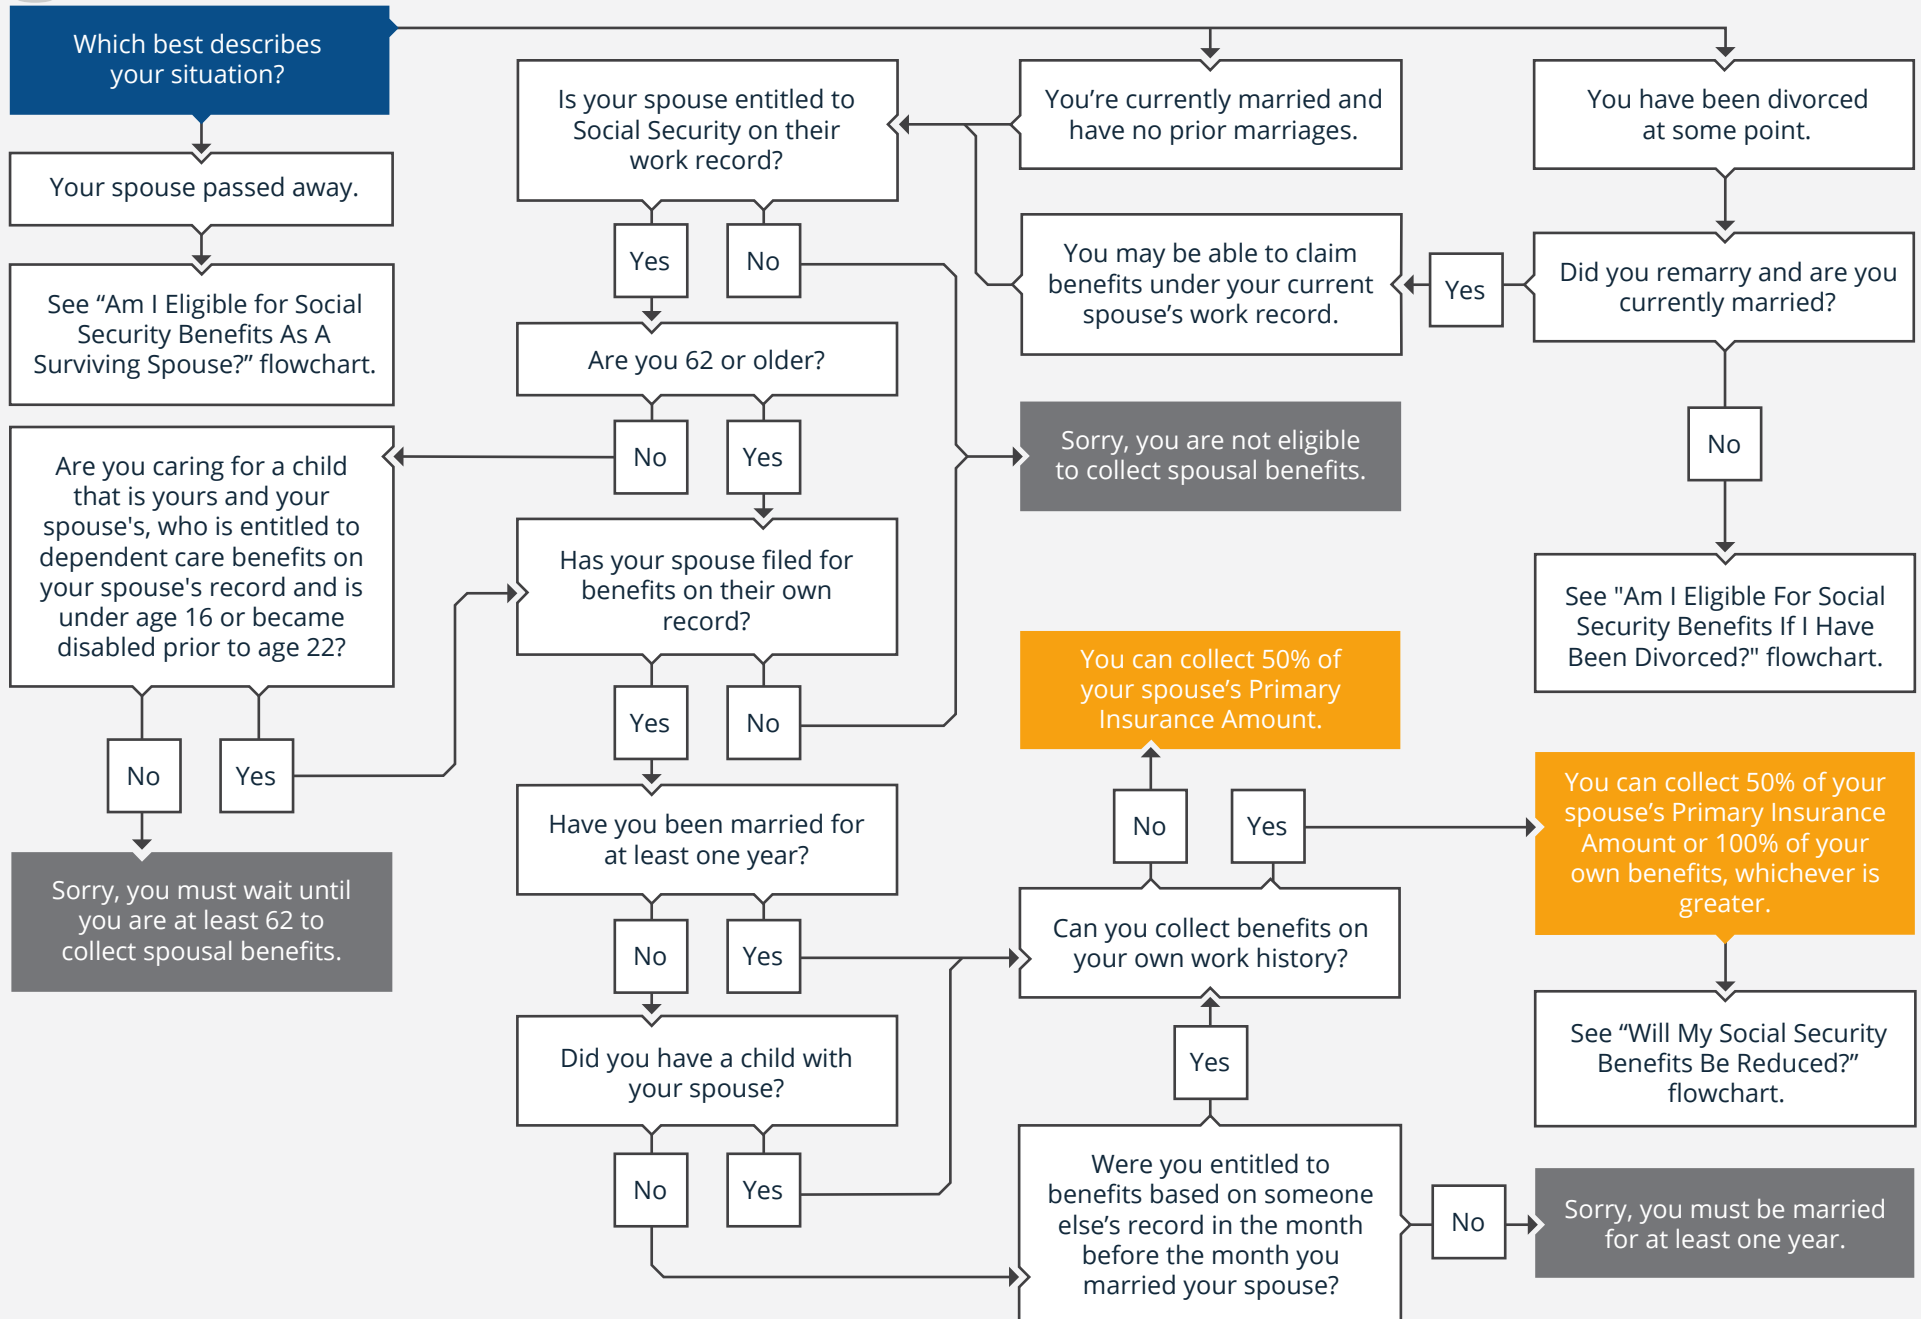 Which best describes
your situation?
Your spouse passed away.
See “Am I Eligible for Social
Security Benefits As A
Surviving Spouse?” flowchart.
You’re currently married and
have no prior marriages.
You have been divorced
at some point.
Did you remarry and are you
currently married?
Yes
No
You may be able to claim
benefits under your current
spouse’s work record.
See "Am I Eligible For Social
Security Benefits If I Have
Been Divorced?" flowchart.
Is your spouse entitled to
Social Security on their
work record?
Yes
No
Are you 62 or older?
No
Yes
Sorry, you are not eligible
to collect spousal benefits.
Are you caring for a child
that is yours and your
spouse's, who is entitled to
dependent care benefits on
your spouse's record and is
under age 16 or became
disabled prior to age 22?
No
Yes
Sorry, you must wait until
you are at least 62 to
collect spousal benefits.
Has your spouse filed for
benefits on their own
record?
Yes
No
Have you been married for
at least one year?
No
Yes
Did you have a child with
your spouse?
No
Yes
Were you entitled to
benefits based on someone
else’s record in the month
before the month you
married your spouse?
Yes
No
Sorry, you must be married
for at least one year.
Can you collect benefits on
your own work history?
No
Yes
You can collect 50% of
your spouse’s Primary
Insurance Amount.
You can collect 50% of your
spouse’s Primary Insurance
Amount or 100% of your
own benefits, whichever is
greater.
See “Will My Social Security
Benefits Be Reduced?”
flowchart.